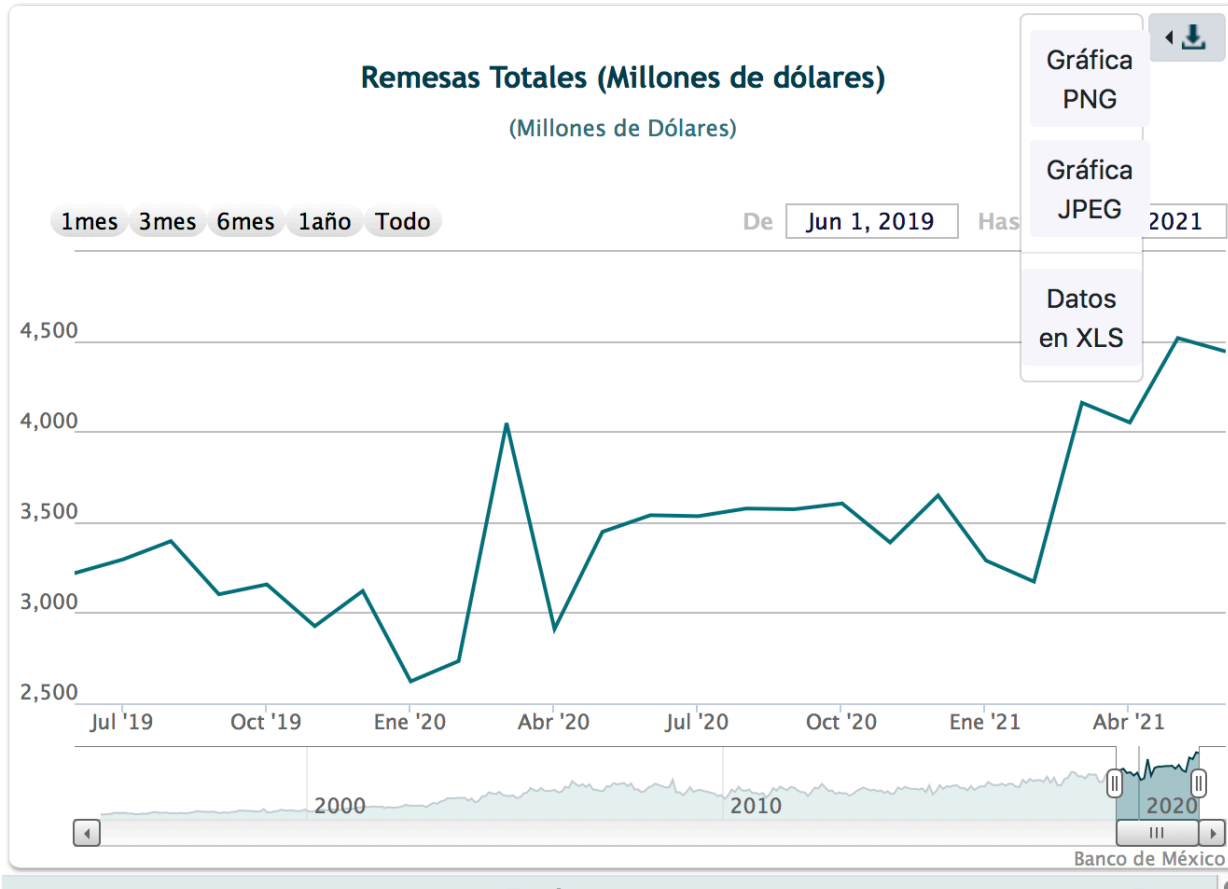 Gráfica
PNG
Gráfica
JPEG
Datos
en XLS
Remesas Totales (Millones de dólares)
(Millones de Dólares)
1mes 3mes 6mes 1año Todo
De Jun 1, 2019 Has 2021
4,500
4,000
3,500
3,000
2,500
Jul '19 Oct '19 Ene '20 Abr '20 Jul '20 Oct '20 Ene '21 Abr '21
2000 2010 2020
Banco de México